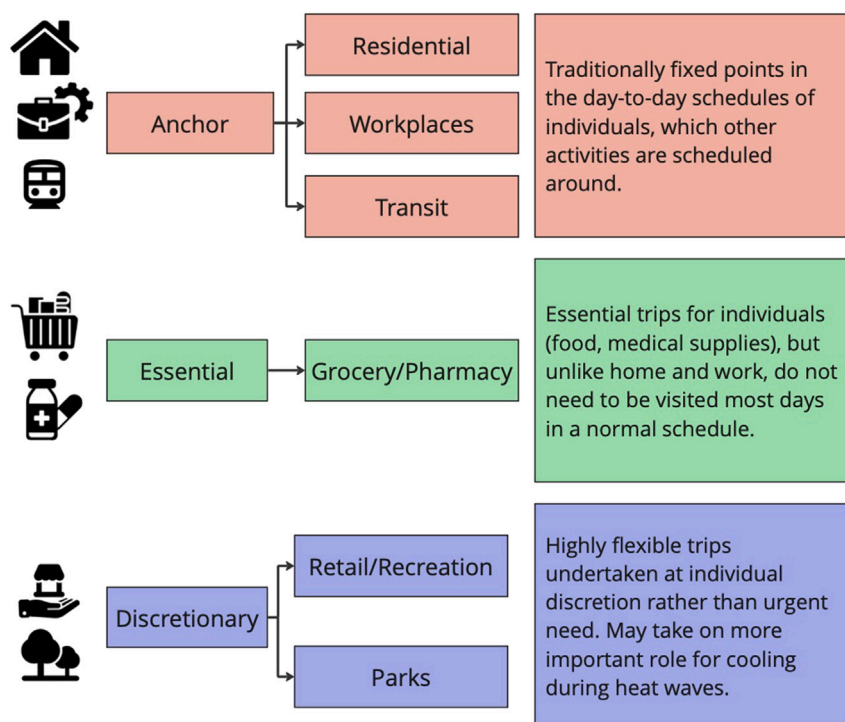 Residential
Anchor
Workplaces
Transit
Traditionally fixed points in
the day-to-day schedules of
individuals, which other
activities are scheduled
around.
Essential
Grocery/Pharmacy
Essential trips for individuals
(food, medical supplies), but
unlike home and work, do not
need to be visited most days
in a normal schedule.
Retail/Recreation
Discretionary
Parks
Highly flexible trips
undertaken at individual
discretion rather than urgent
need. May take on more
important role for cooling
during heat waves.